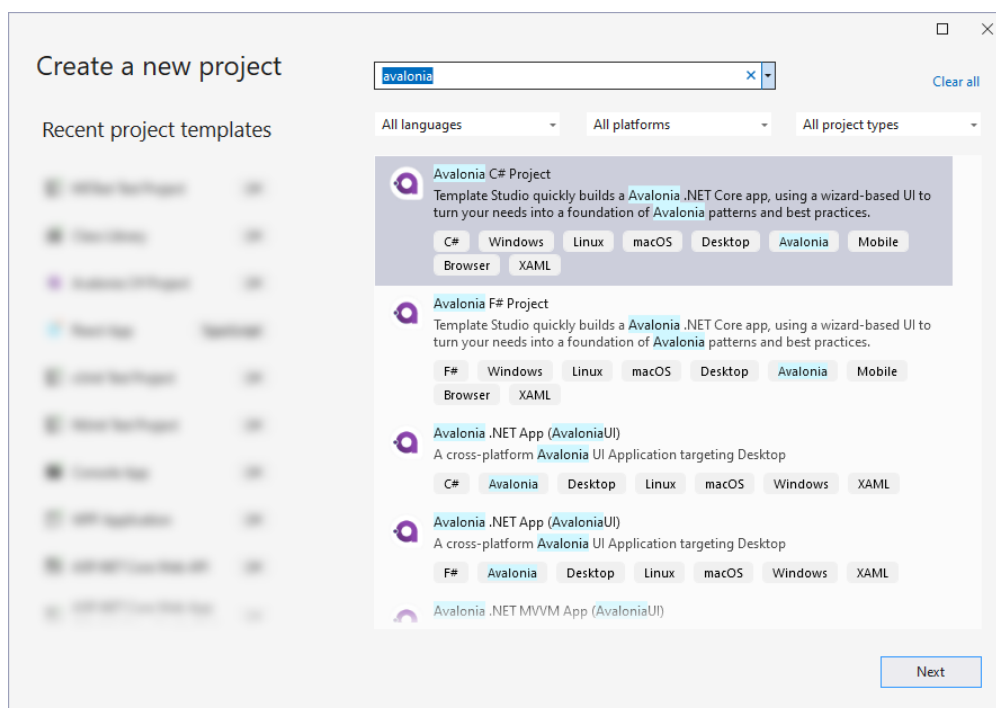 Create a new project
avalonia
Clear all
Recent project templates
All languages
All platforms
All project types
Avalonia C# Project
Template Studio quickly builds a Avalonia .NET Core app, using a wizard-based UI to
turn your needs into a foundation of Avalonia patterns and best practices.
C# Windows Linux macOS Desktop Avalonia Mobile
Browser XAML
Avalonia F# Project
Template Studio quickly builds a Avalonia .NET Core app, using a wizard-based UI to
turn your needs into a foundation of Avalonia patterns and best practices.
F# Windows Linux macOS Desktop Avalonia Mobile
Browser XAML
Avalonia .NET App (AvaloniaUI)
A cross-platform Avalonia UI Application targeting Desktop
C# Avalonia Desktop Linux macOS Windows XAML
Avalonia .NET App (AvaloniaUI)
A cross-platform Avalonia UI Application targeting Desktop
F# Avalonia Desktop Linux macOS Windows XAML
Avalonia .NET MVVM App (AvaloniaUI)
Next